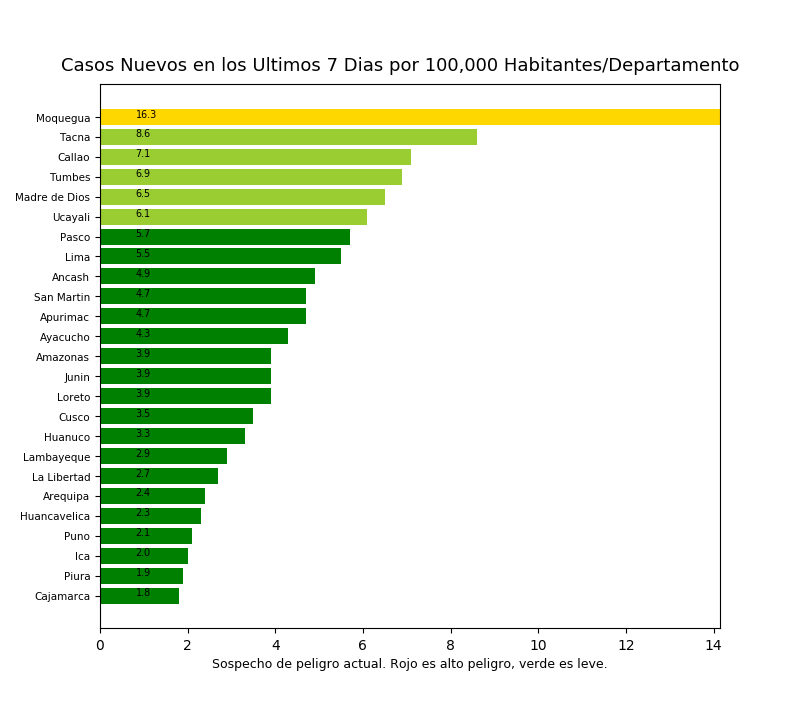 Casos Nuevos en los Ultimos 7 Dias por 100,000 Habitantes/Departamento
Moquegua 16.3
Tacna 8.6
Callao 7.1
Tumbes 6.9
Madre de Dios 6.5
Ucayali 6.1
Pasco 5.7
Lima 5.5
Ancash 4.9
San Martin 4.7
Apurimac 4.7
Ayacucho 4.3
Amazonas 3.9
Junin 3.9
Loreto 3.9
Cusco 3.5
Huanuco 3.3
Lambayeque 2.9
La Libertad 2.7
Arequipa 2.4
Huancavelica 2.3
Puno 2.1
Ica 2.0
Piura 1.9
Cajamarca 1.8
0 2 4 6 8 10 12 14
Sospecho de peligro actual. Rojo es alto peligro, verde es leve.